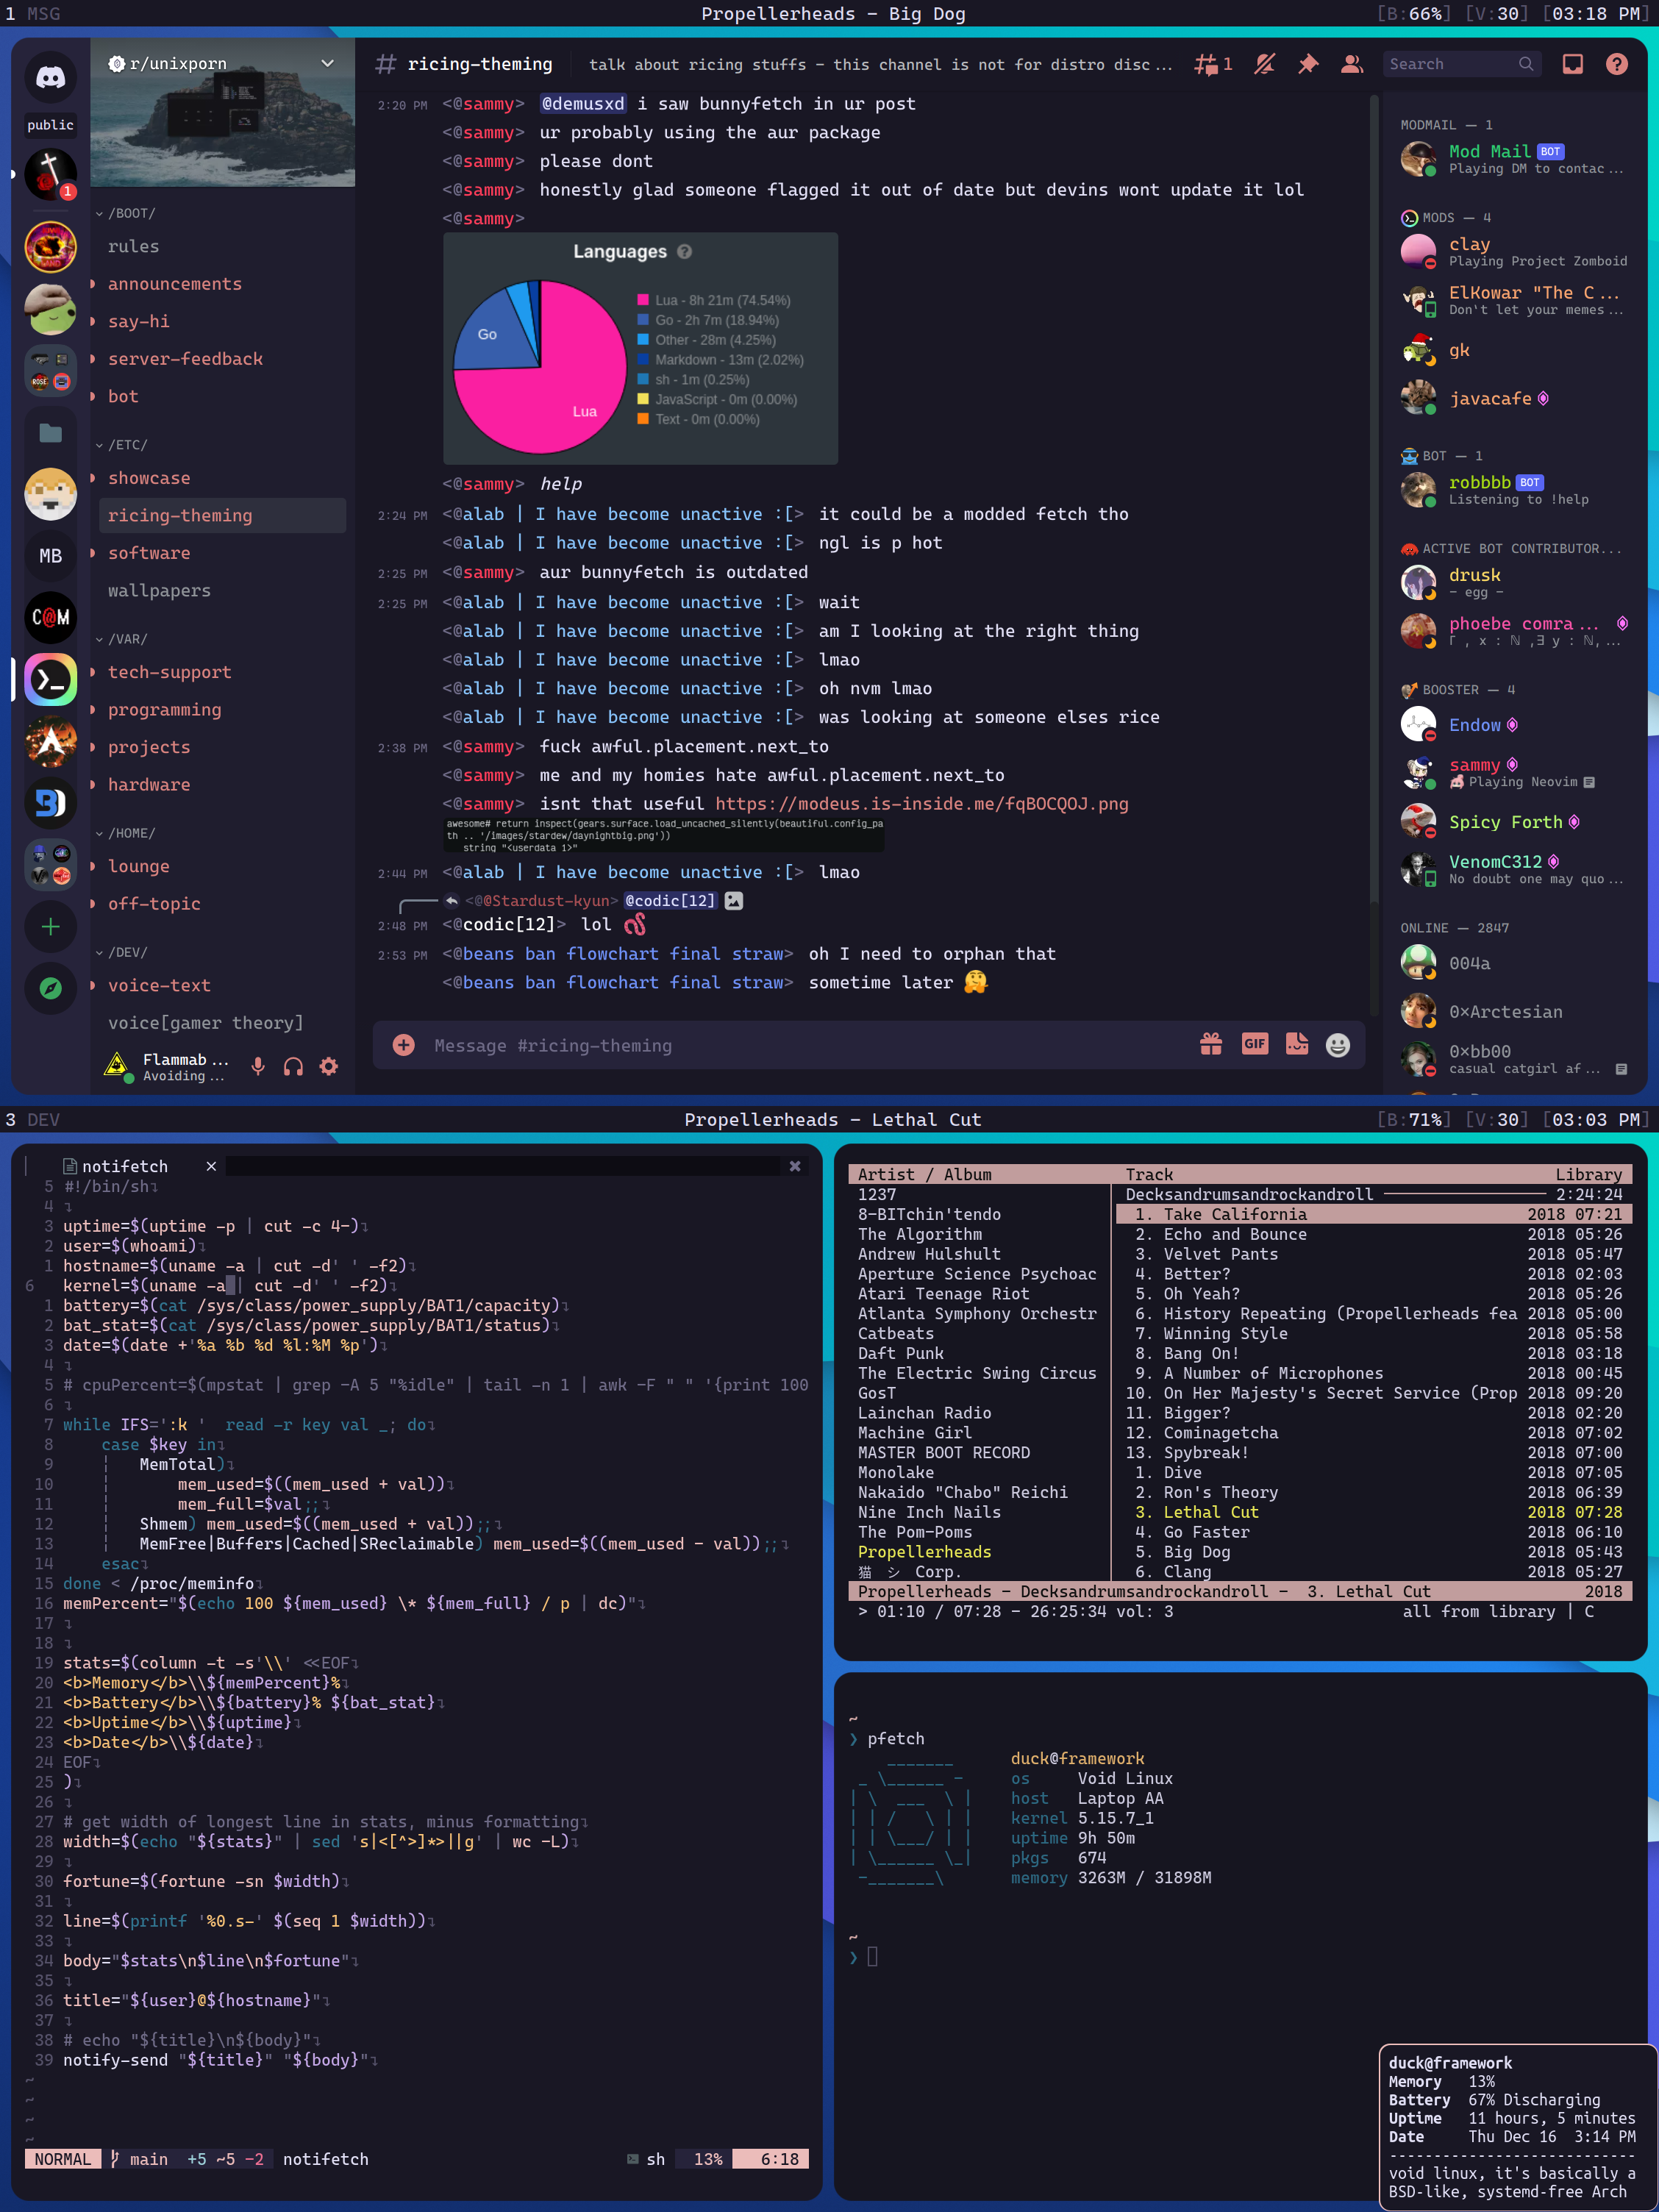 1 MSG
Propellerheads - Big Dog
[B:66%] [V:30] [03:18 PM]
public
1
MB
C@M
r/unixporn
/BOOT/
rules
announcements
say-hi
server-feedback
bot
/ETC/
showcase
ricing-theming
software
wallpapers
/VAR/
tech-support
programming
projects
hardware
/HOME/
lounge
off-topic
/DEV/
voice-text
voice[gamer theory]
Flammab ...
Avoiding ...
# ricing-theming
talk about ricing stuffs - this channel is not for distro disc ...
1
Search
2:20 PM <@sammy> @demusxd i saw bunnyfetch in ur post
<@sammy> ur probably using the aur package
<@sammy> please dont
<@sammy> honestly glad someone flagged it out of date but devins wont update it lol
<@sammy>
Languages ?
Go
Lua
Lua - 8h 21m (74.54%)
Go - 2h 7m (18.94%)
Other - 28m (4.25%)
Markdown - 13m (2.02%)
sh - 1m (0.25%)
JavaScript - 0m (0.00%)
Text - 0m (0.00%)
<@sammy> help
2:24 PM <@alab | I have become unactive :[> it could be a modded fetch tho
<@alab | I have become unactive :[> ngl is p hot
2:25 PM <@sammy> aur bunnyfetch is outdated
2:25 PM <@alab | I have become unactive :[> wait
<@alab | I have become unactive :[> am I looking at the right thing
<@alab | I have become unactive :[> lmao
<@alab | I have become unactive :[> oh nvm lmao
<@alab | I have become unactive :[> was looking at someone elses rice
2:38 PM <@sammy> fuck awful.placement.next_to
<@sammy> me and my homies hate awful.placement.next_to
<@sammy> isnt that useful https://modeus.is-inside.me/fqBOCQOJ.png
awesome# return inspect(gears.surface.load_uncached_silently(beautiful.config_pa
th .. '/images/stardew/daynightbig.png'))
string "<userdata 1>"
2:44 PM <@alab | I have become unactive :[> lmao
<@@Stardust-kyun> @codic[12]
2:48 PM <@codic[12]> lol
2:53 PM <@beans ban flowchart final straw> oh I need to orphan that
<@beans ban flowchart final straw> sometime later 🤔
Message #ricing-theming
GIF
MODMAIL — 1
Mod Mail BOT
Playing DM to contac ...
MODS — 4
clay
Playing Project Zomboid
ElKowar "The C ...
Don't let your memes ...
gk
javacafe
BOT — 1
robbbb BOT
Listening to !help
ACTIVE BOT CONTRIBUTOR...
drusk
- egg -
phoebe comra ...
Γ , x : ℕ ,∃ y : ℕ, ...
BOOSTER — 4
Endow
sammy
Playing Neovim
Spicy Forth
VenomC312
No doubt one may quo ...
ONLINE — 2847
004a
0×Arctesian
0×bb00
casual catgirl af ...
3 DEV
Propellerheads - Lethal Cut
[B:71%] [V:30] [03:03 PM]
notifetch ×
5 #!/bin/sh
4
3 uptime=$(uptime -p | cut -c 4-)
2 user=$(whoami)
1 hostname=$(uname -a | cut -d' ' -f2)
6 kernel=$(uname -a | cut -d' ' -f2)
1 battery=$(cat /sys/class/power_supply/BAT1/capacity)
2 bat_stat=$(cat /sys/class/power_supply/BAT1/status)
3 date=$(date +'%a %b %d %l:%M %p')
4
5 # cpuPercent=$(mpstat | grep -A 5 "%idle" | tail -n 1 | awk -F " " '{print 100
6
7 while IFS=':k '  read -r key val _; do
8 case $key in
9 MemTotal)
10 mem_used=$((mem_used + val))
11 mem_full=$val;;
12 Shmem) mem_used=$((mem_used + val));;
13 MemFree|Buffers|Cached|SReclaimable) mem_used=$((mem_used - val));;
14 esac
15 done < /proc/meminfo
16 memPercent="$(echo 100 ${mem_used} \* ${mem_full} / p | dc)"
17
18
19 stats=$(column -t -s'\\' <<EOF
20 <b>Memory</b>\\${memPercent}%
21 <b>Battery</b>\\${battery}% ${bat_stat}
22 <b>Uptime</b>\\${uptime}
23 <b>Date</b>\\${date}
24 EOF
25 )
26
27 # get width of longest line in stats, minus formatting
28 width=$(echo "${stats}" | sed 's|<[^>]*>||g' | wc -L)
29
30 fortune=$(fortune -sn $width)
31
32 line=$(printf '%0.s-' $(seq 1 $width))
33
34 body="$stats\n$line\n$fortune"
35
36 title="${user}@${hostname}"
37
38 # echo "${title}\n${body}"
39 notify-send "${title}" "${body}"
~
~
~
~
NORMAL main +5 ~5 -2 notifetch sh 13% 6:18
Artist / Album
1237
8-BITchin'tendo
The Algorithm
Andrew Hulshult
Aperture Science Psychoac
Atari Teenage Riot
Atlanta Symphony Orchestr
Catbeats
Daft Punk
The Electric Swing Circus
GosT
Lainchan Radio
Machine Girl
MASTER BOOT RECORD
Monolake
Nakaido "Chabo" Reichi
Nine Inch Nails
The Pom-Poms
Propellerheads
猫 シ Corp.
Track Library
Decksandrumsandrockandroll 2:24:24
1. Take California 2018 07:21
2. Echo and Bounce 2018 05:26
3. Velvet Pants 2018 05:47
4. Better? 2018 02:03
5. Oh Yeah? 2018 05:26
6. History Repeating (Propellerheads fea 2018 05:00
7. Winning Style 2018 05:58
8. Bang On! 2018 03:18
9. A Number of Microphones 2018 00:45
10. On Her Majesty's Secret Service (Prop 2018 09:20
11. Bigger? 2018 02:20
12. Cominagetcha 2018 07:02
13. Spybreak! 2018 07:00
1. Dive 2018 07:05
2. Ron's Theory 2018 06:39
3. Lethal Cut 2018 07:28
4. Go Faster 2018 06:10
5. Big Dog 2018 05:43
6. Clang 2018 05:27
Propellerheads - Decksandrumsandrockandroll -  3. Lethal Cut 2018
> 01:10 / 07:28 - 26:25:34 vol: 3 all from library | C
~
❯ pfetch
duck@framework
os Void Linux
host Laptop AA
kernel 5.15.7_1
uptime 9h 50m
pkgs 674
memory 3263M / 31898M
~
❯
duck@framework
Memory 13%
Battery 67% Discharging
Uptime 11 hours, 5 minutes
Date Thu Dec 16  3:14 PM
--------------------------
void linux, it's basically a
BSD-like, systemd-free Arch